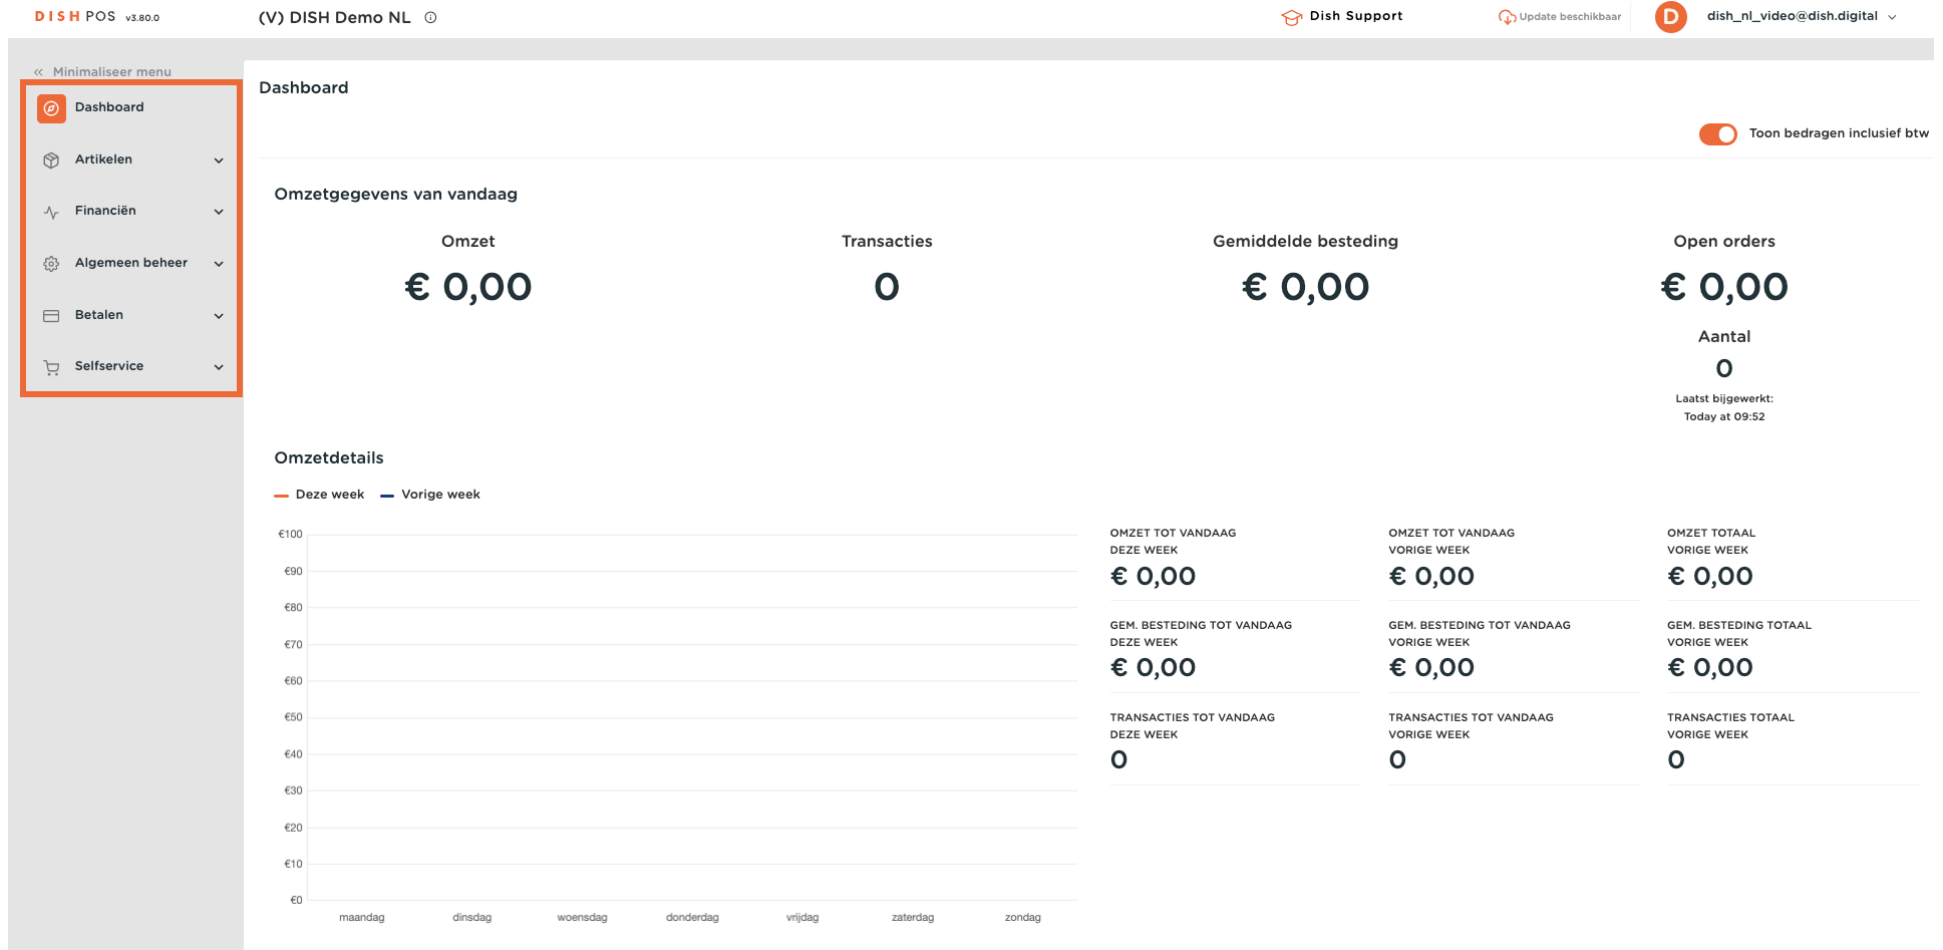 DISH POS v3.80.0
(V) DISH Demo NL
Dish Support
Update beschikbaar
D
dish_nl_video@dish.digital
Minimaliseer menu
Dashboard
Artikelen
Financiën
Algemeen beheer
Betalen
Selfservice
Dashboard
Toon bedragen inclusief btw
Omzetgegevens van vandaag
Omzet
€ 0,00
Transacties
0
Gemiddelde besteding
€ 0,00
Open orders
€ 0,00
Aantal
0
Laatst bijgewerkt:
Today at 09:52
Omzetdetails
Deze week
Vorige week
€100
€90
€80
€70
€60
€50
€40
€30
€20
€10
€0
maandag dinsdag woensdag donderdag vrijdag zaterdag zondag
OMZET TOT VANDAAG
DEZE WEEK
€ 0,00
OMZET TOT VANDAAG
VORIGE WEEK
€ 0,00
OMZET TOTAAL
VORIGE WEEK
€ 0,00
GEM. BESTEDING TOT VANDAAG
DEZE WEEK
€ 0,00
GEM. BESTEDING TOT VANDAAG
VORIGE WEEK
€ 0,00
GEM. BESTEDING TOTAAL
VORIGE WEEK
€ 0,00
TRANSACTIES TOT VANDAAG
DEZE WEEK
0
TRANSACTIES TOT VANDAAG
VORIGE WEEK
0
TRANSACTIES TOTAAL
VORIGE WEEK
0